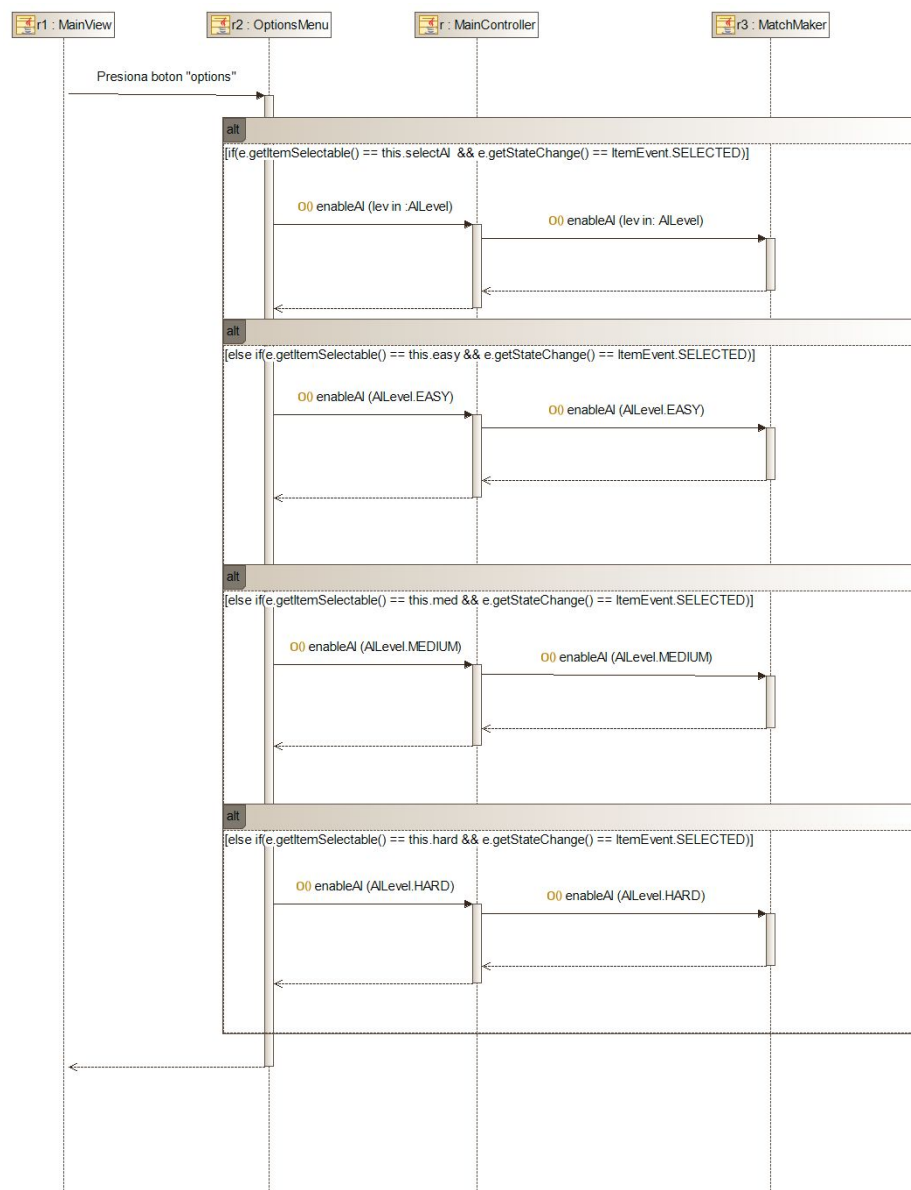 r1 : MainView
r2 : OptionsMenu
r : MainController
r3 : MatchMaker
Presiona boton "options"
alt
[if(e.getItemSelectable() == this.selectAI && e.getStateChange() == ItemEvent.SELECTED)]
O() enableAI (lev in :AILevel)
O() enableAI (lev in: AILevel)
alt
[else if(e.getItemSelectable() == this.easy && e.getStateChange() == ItemEvent.SELECTED)]
O() enableAI (AILevel.EASY)
O() enableAI (AILevel.EASY)
alt
[else if(e.getItemSelectable() == this.med && e.getStateChange() == ItemEvent.SELECTED)]
O() enableAI (AILevel.MEDIUM)
O() enableAI (AILevel.MEDIUM)
alt
[else if(e.getItemSelectable() == this.hard && e.getStateChange() == ItemEvent.SELECTED)]
O() enableAI (AILevel.HARD)
O() enableAI (AILevel.HARD)